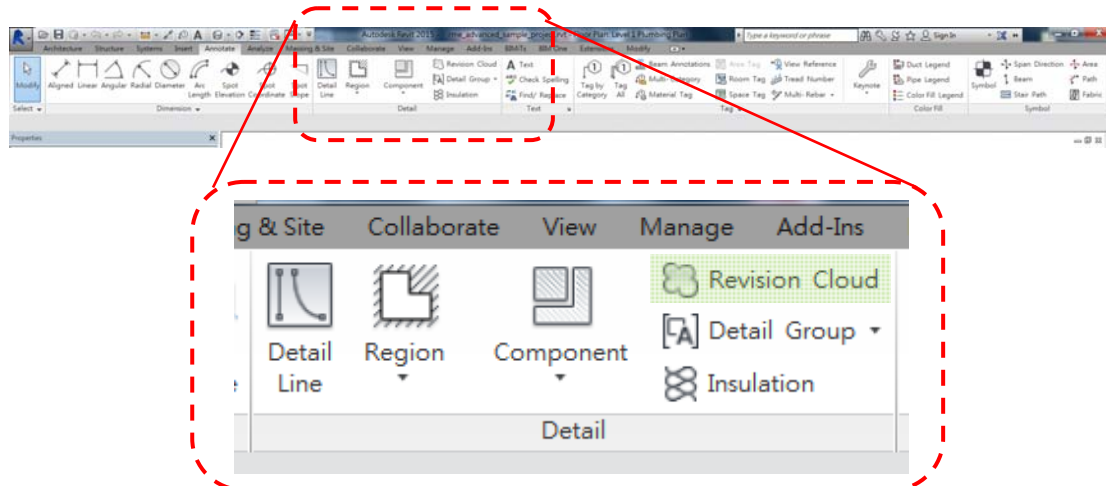 Autodesk Revit 2015 - rme_advanced_sample_project.rvt - Floor Plan: Level 1 Plumbing Plan
Type a keyword or phrase
Sign In
Architecture Structure Systems Insert Annotate Analyze Massing & Site Collaborate View Manage Add-Ins Extensions Modify
Modify Aligned Linear Angular Radial Diameter Arc Length Spot Elevation Spot Coordinate Spot Slope Detail Line Region Component Revision Cloud Detail Group Insulation A Text Check Spelling Find/ Replace Tag by Category Tag All Beam Annotations Multi-Category Material Tag Area Tag Room Tag Space Tag View Reference Tread Number Multi- Rebar Keynote Duct Legend Pipe Legend Color Fill Legend Symbol Span Direction Beam Stair Path Area Path Fabric
Select Dimension Detail Text Tag Color Fill Symbol
Properties
g & Site Collaborate View Manage Add-Ins
Revision Cloud
Detail Group
Insulation
Detail Line
Region
Component
Detail